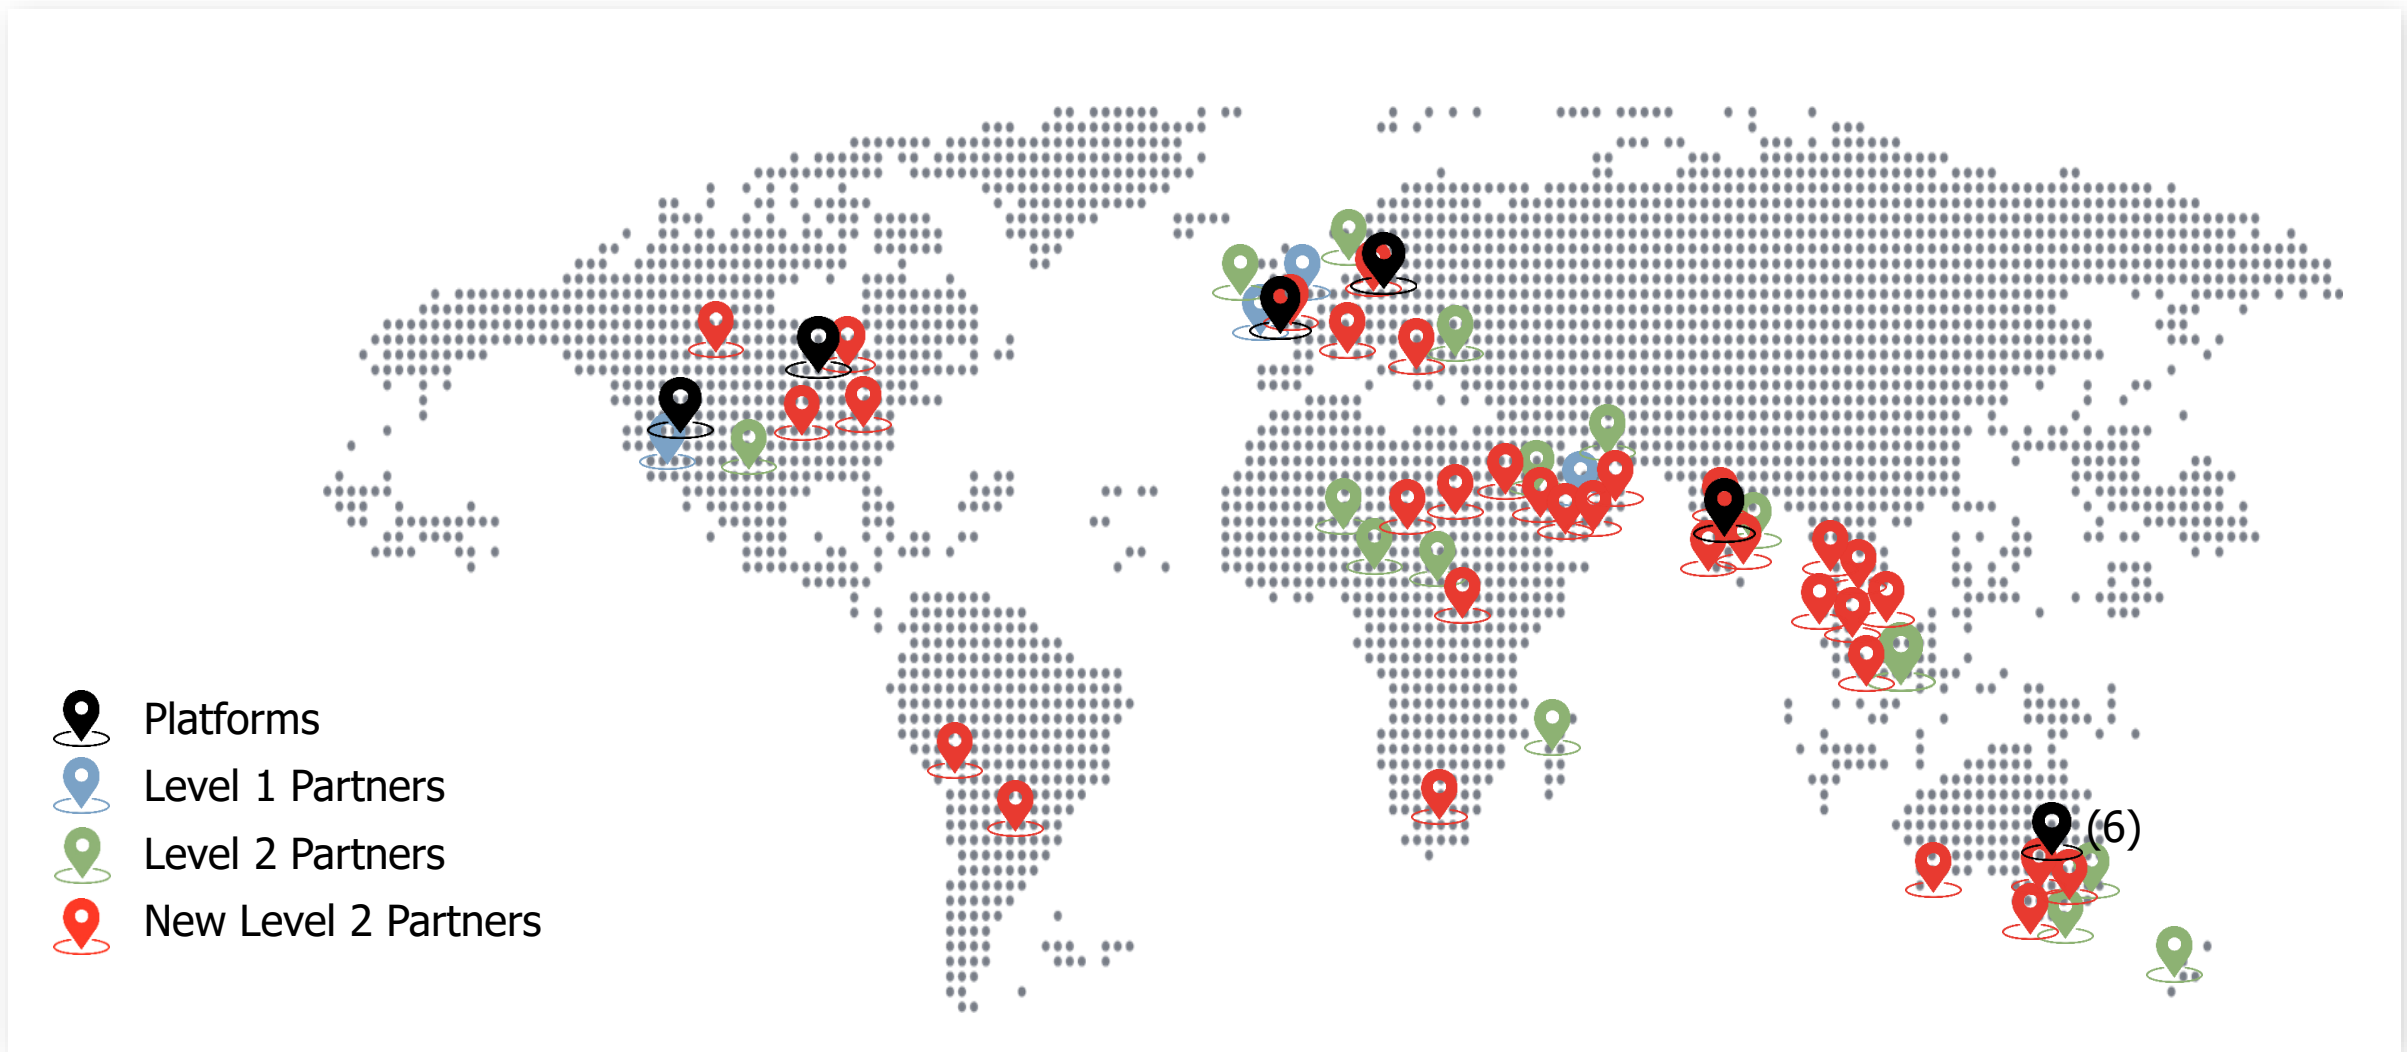 Platforms
Level 1 Partners
Level 2 Partners
New Level 2 Partners
(6)